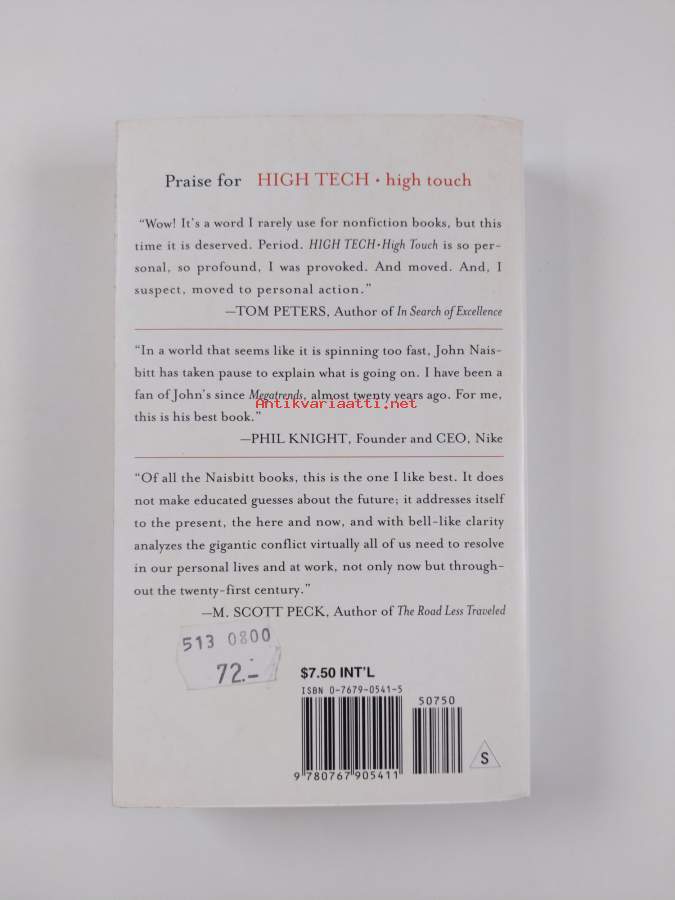 Praise for HIGH TECH • high touch
“Wow! It's a word I rarely use for nonfiction books, but this
time it is deserved. Period. HIGH TECH•High Touch is so per-
sonal, so profound, I was provoked. And moved. And, I
suspect, moved to personal action.”
—TOM PETERS, Author of In Search of Excellence
“In a world that seems like it is spinning too fast, John Nais-
bitt has taken pause to explain what is going on. I have been a
fan of John's since Megatrends, almost twenty years ago. For me,
Antikvariaatti.net
this is his best book.”
—PHIL KNIGHT, Founder and CEO, Nike
“Of all the Naisbitt books, this is the one I like best. It does
not make educated guesses about the future; it addresses itself
to the present, the here and now, and with bell-like clarity
analyzes the gigantic conflict virtually all of us need to resolve
in our personal lives and at work, not only now but through-
out the twenty-first century.”
—M. SCOTT PECK, Author of The Road Less Traveled
513 0800
72.-
$7.50 INT'L
ISBN 0-7679-0541-5
50750
9 780767 905411
S